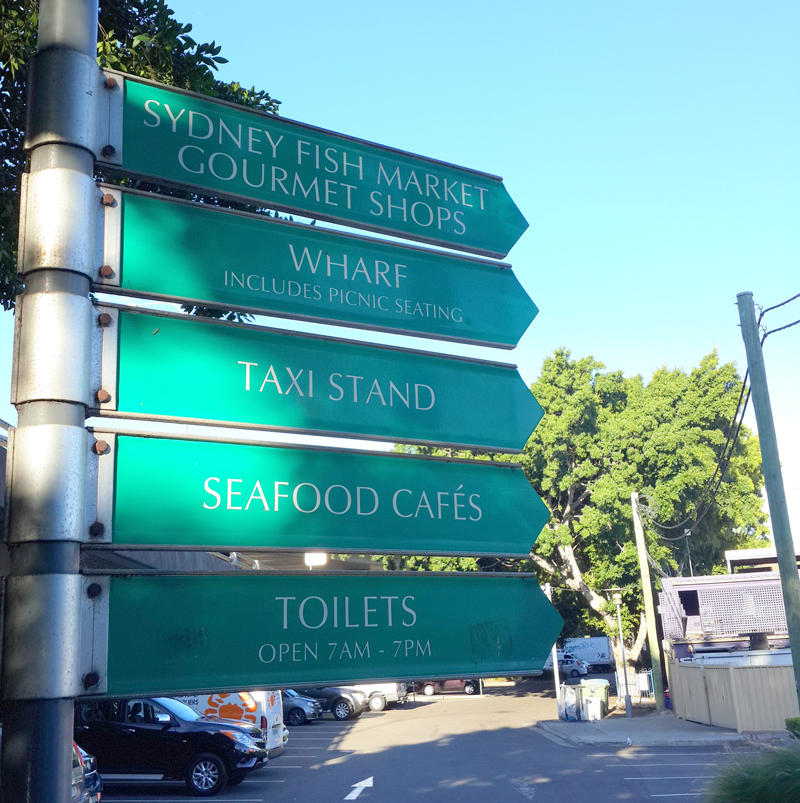 SYDNEY FISH MARKET
GOURMET SHOPS
WHARF
INCLUDES PICNIC SEATING
TAXI STAND
SEAFOOD CAFÉS
TOILETS
OPEN 7AM - 7PM